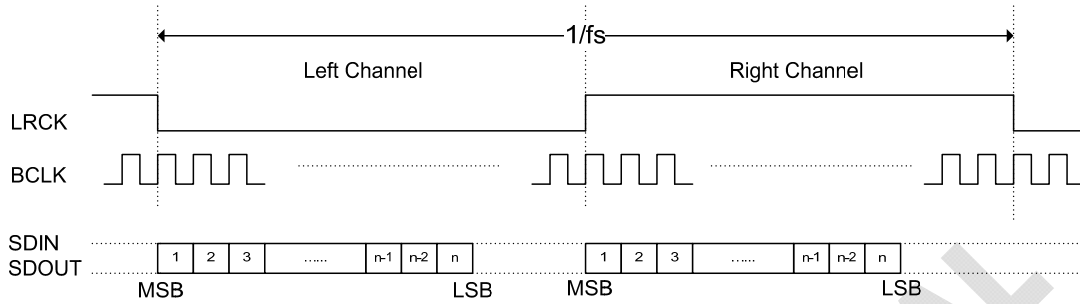 1/fs
Left Channel Right Channel
LRCK
BCLK
SDIN 1 2 3 ...... n-1 n-2 n 1 2 3 ...... n-1 n-2 n
SDOUT
MSB LSB MSB LSB